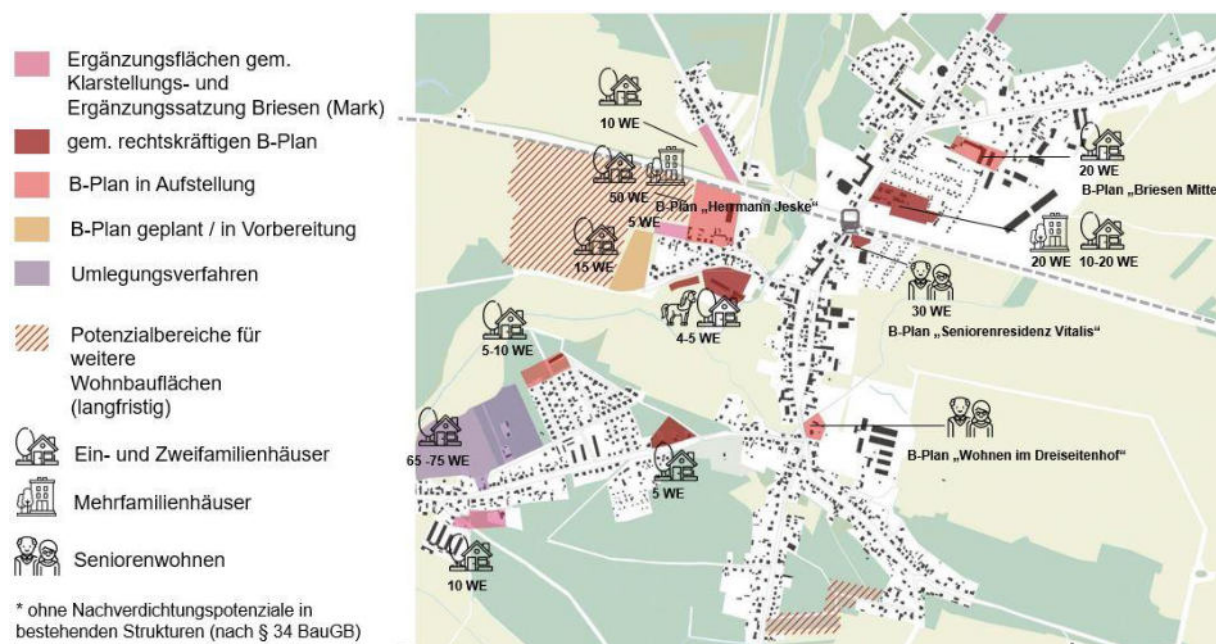 Ergänzungsflächen gem.
Klarstellungs- und
Ergänzungssatzung Briesen (Mark)
gem. rechtskräftigen B-Plan
B-Plan in Aufstellung
B-Plan geplant / in Vorbereitung
Umlegungsverfahren
Potenzialbereiche für
weitere
Wohnbauflächen
(langfristig)
Ein- und Zweifamilienhäuser
Mehrfamilienhäuser
Seniorenwohnen
* ohne Nachverdichtungspotenziale in
bestehenden Strukturen (nach § 34 BauGB)
10 WE
20 WE
B-Plan „Briesen Mitte
50 WE
B-Plan „Herrmann Jeske“
5 WE
15 WE
20 WE
10-20 WE
30 WE
B-Plan „Seniorenresidenz Vitalis“
4-5 WE
5-10 WE
65 -75 WE
5 WE
B-Plan „Wohnen im Dreiseitenhof“
10 WE